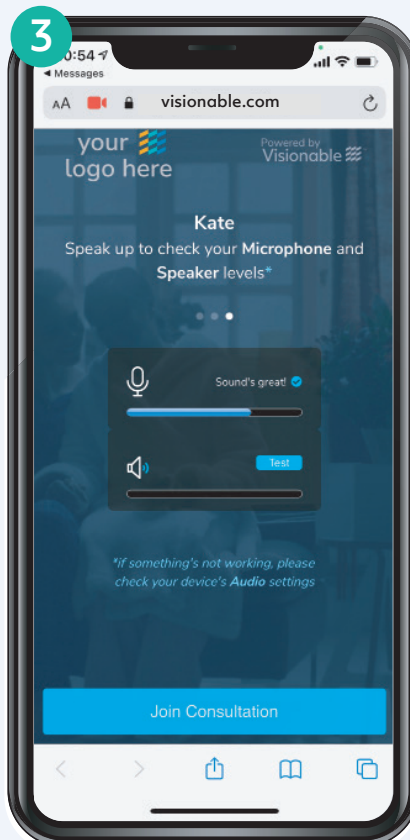 3
0:54
◀ Messages
AA visionable.com
your
logo here
Powered by
Visionable
Kate
Speak up to check your Microphone and
Speaker levels*
Sound's great!
Test
*if something's not working, please
check your device's Audio settings
Join Consultation